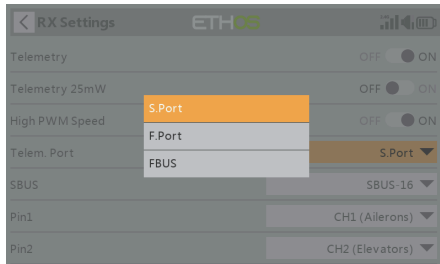 RX Settings ETHOS
Telemetry OFF ON
Telemetry 25mW OFF ON
High PWM Speed OFF ON
Telem. Port S.Port
SBUS SBUS-16
Pin1 CH1 (Ailerons)
Pin2 CH2 (Elevators)
S.Port
F.Port
FBUS